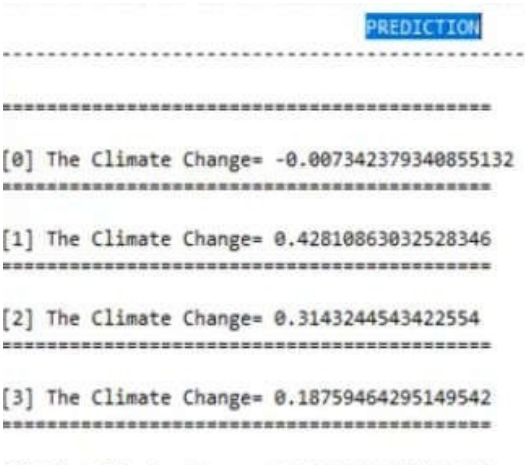 PREDICTION
--------------------------------------------------
============================================
[0] The Climate Change= -0.007342379340855132
============================================
[1] The Climate Change= 0.42810863032528346
============================================
[2] The Climate Change= 0.3143244543422554
============================================
[3] The Climate Change= 0.18759464295149542
============================================